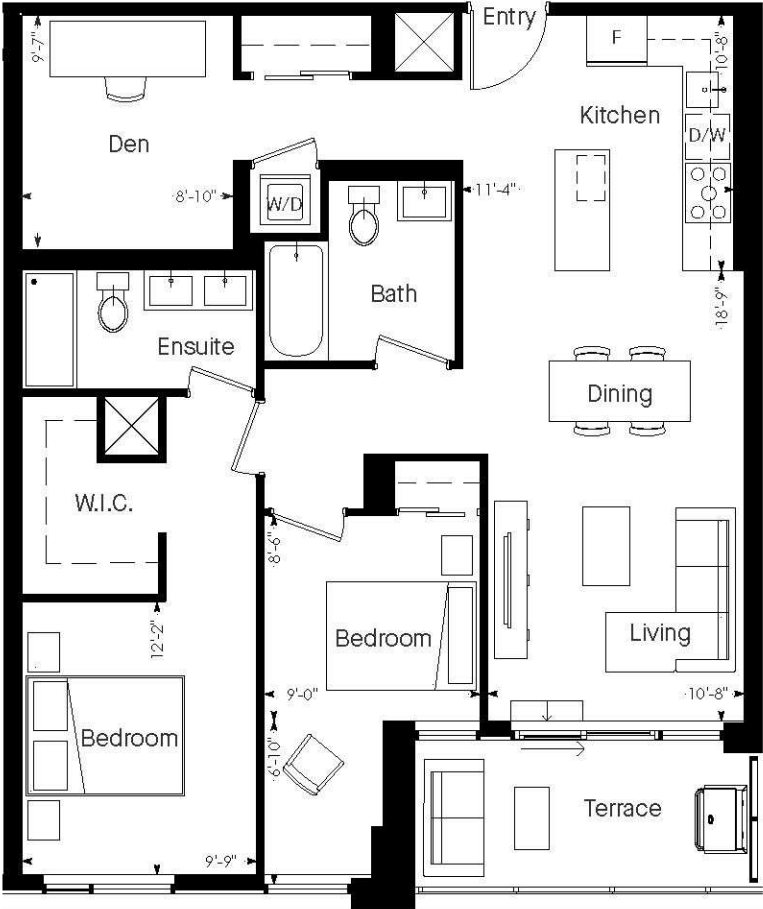 Entry
F
9'-7"
10'-8"
Kitchen
Den
D/W
8'-10"
W/D
11'-4"
Bath
18'-9"
Ensuite
Dining
W.I.C.
8'-6"
12'-2"
Bedroom
Living
9'-0"
10'-8"
Bedroom
6'-10"
Terrace
9'-9"